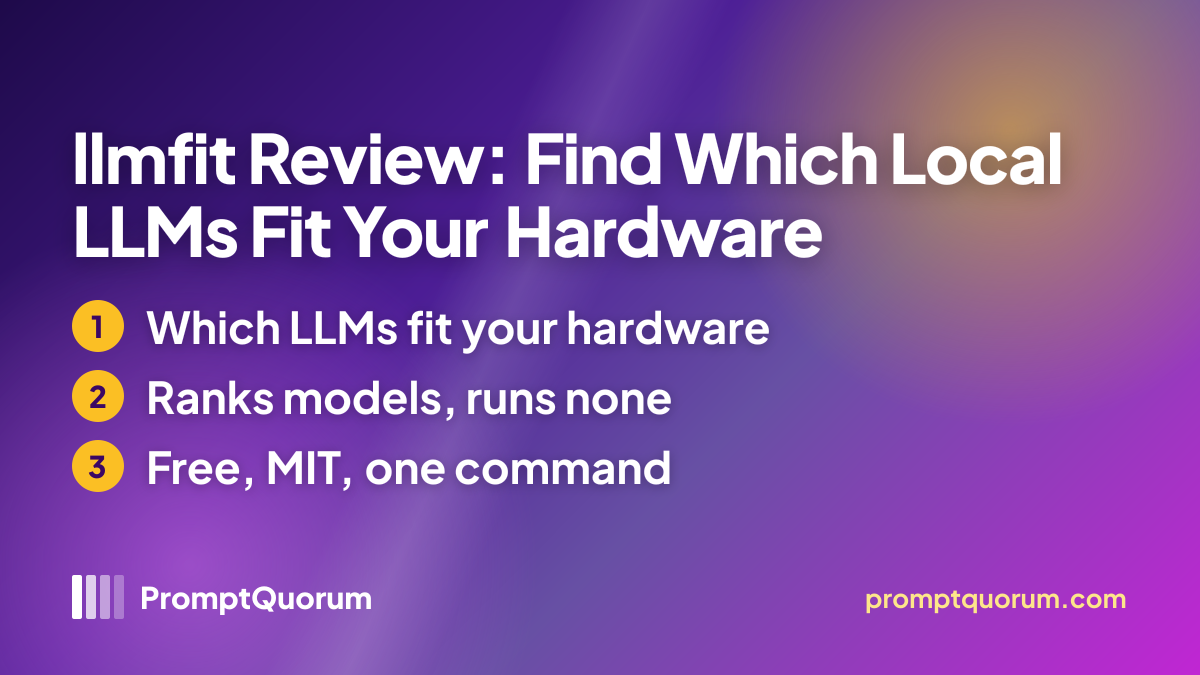 llmfit Review: Find Which Local
LLMs Fit Your Hardware
1 Which LLMs fit your hardware
2 Ranks models, runs none
3 Free, MIT, one command
PromptQuorum
promptquorum.com